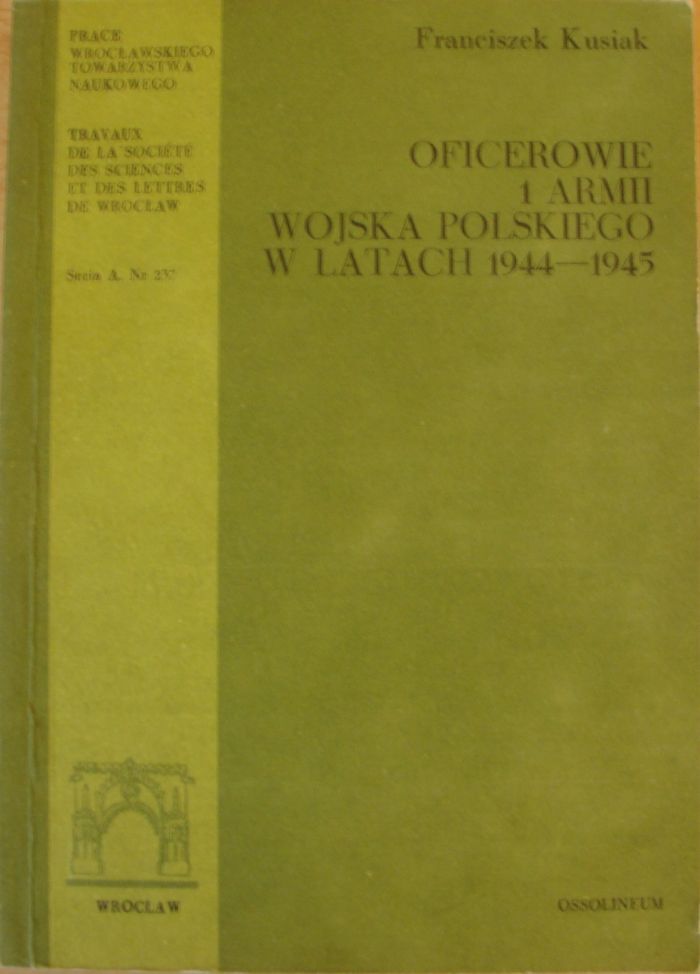 PRACE
WROCŁAWSKIEGO
TOWARZYSTWA
NAUKOWEGO
TRAVAUX
DE LA SOCIÉTÉ
DES SCIENCES
ET DES LETTRES
DE WROCŁAW
Seria A. Nr 237
Franciszek Kusiak
OFICEROWIE
1 ARMII
WOJSKA POLSKIEGO
W LATACH 1944—1945
WROCŁAW
OSSOLINEUM